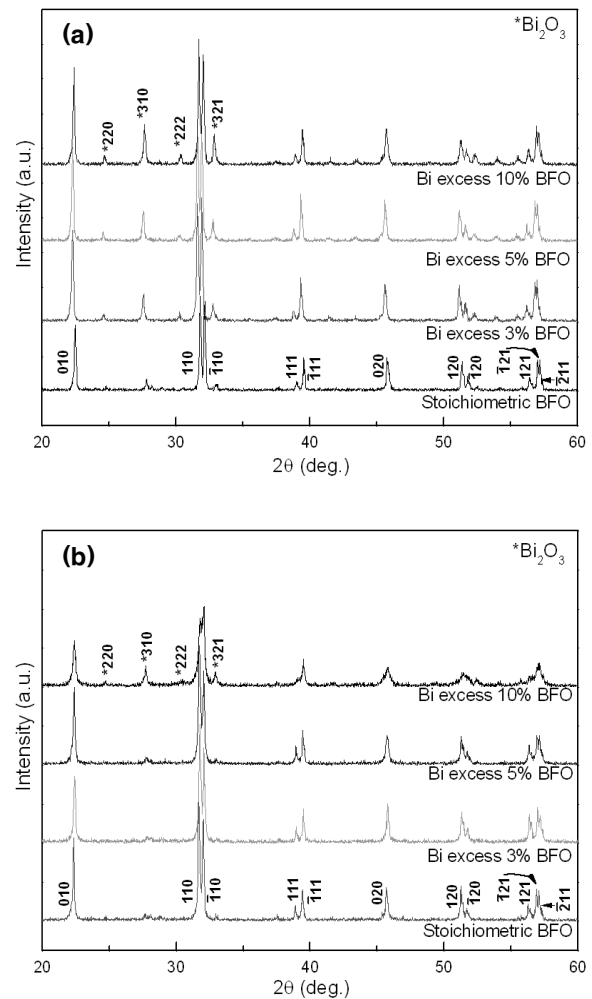 (a)
*Bi₂O₃
*220
*310
*222
*321
Bi excess 10% BFO
Bi excess 5% BFO
Bi excess 3% BFO
010
110
1̄10
111
1̄11
020
120
1̄20
1̄21
121
2̄11
Stoichiometric BFO
Intensity (a.u.)
20 30 40 50 60
2θ (deg.)
(b)
*Bi₂O₃
*220
*310
*222
*321
Bi excess 10% BFO
Bi excess 5% BFO
Bi excess 3% BFO
010
110
1̄10
111
1̄11
020
120
1̄20
1̄21
121
2̄11
Stoichiometric BFO
Intensity (a.u.)
20 30 40 50 60
2θ (deg.)